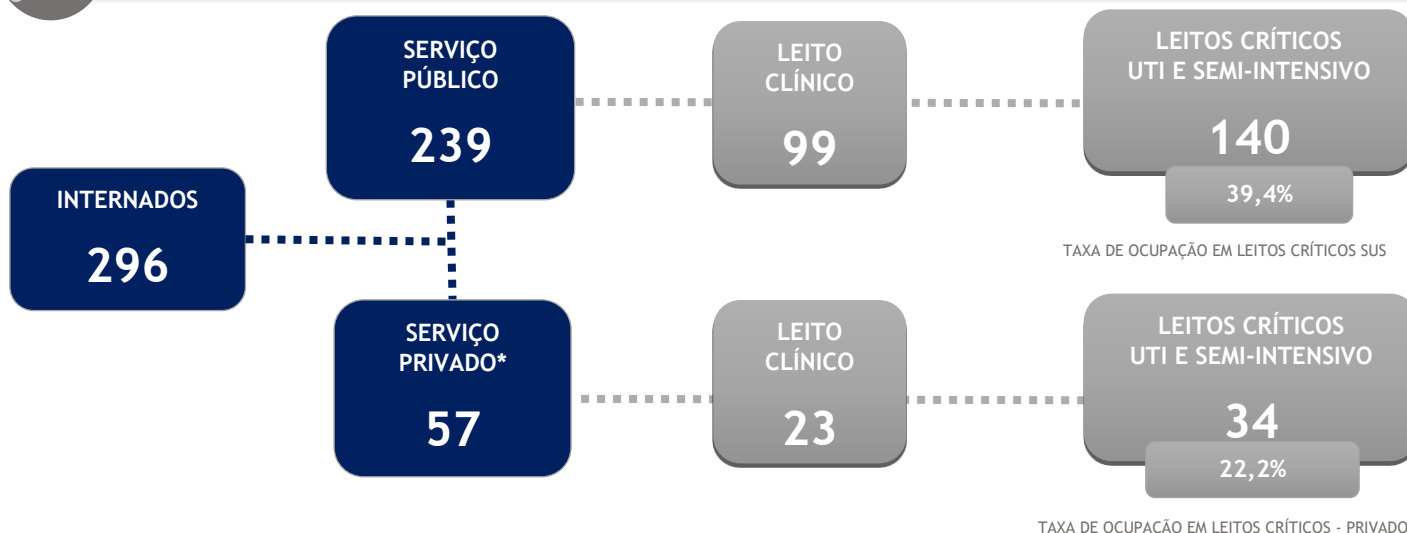 INTERNADOS
296
SERVIÇO
PÚBLICO
239
LEITO
CLÍNICO
99
LEITOS CRÍTICOS
UTI E SEMI-INTENSIVO
140
39,4%
TAXA DE OCUPAÇÃO EM LEITOS CRÍTICOS SUS
SERVIÇO
PRIVADO*
57
LEITO
CLÍNICO
23
LEITOS CRÍTICOS
UTI E SEMI-INTENSIVO
34
22,2%
TAXA DE OCUPAÇÃO EM LEITOS CRÍTICOS - PRIVADO